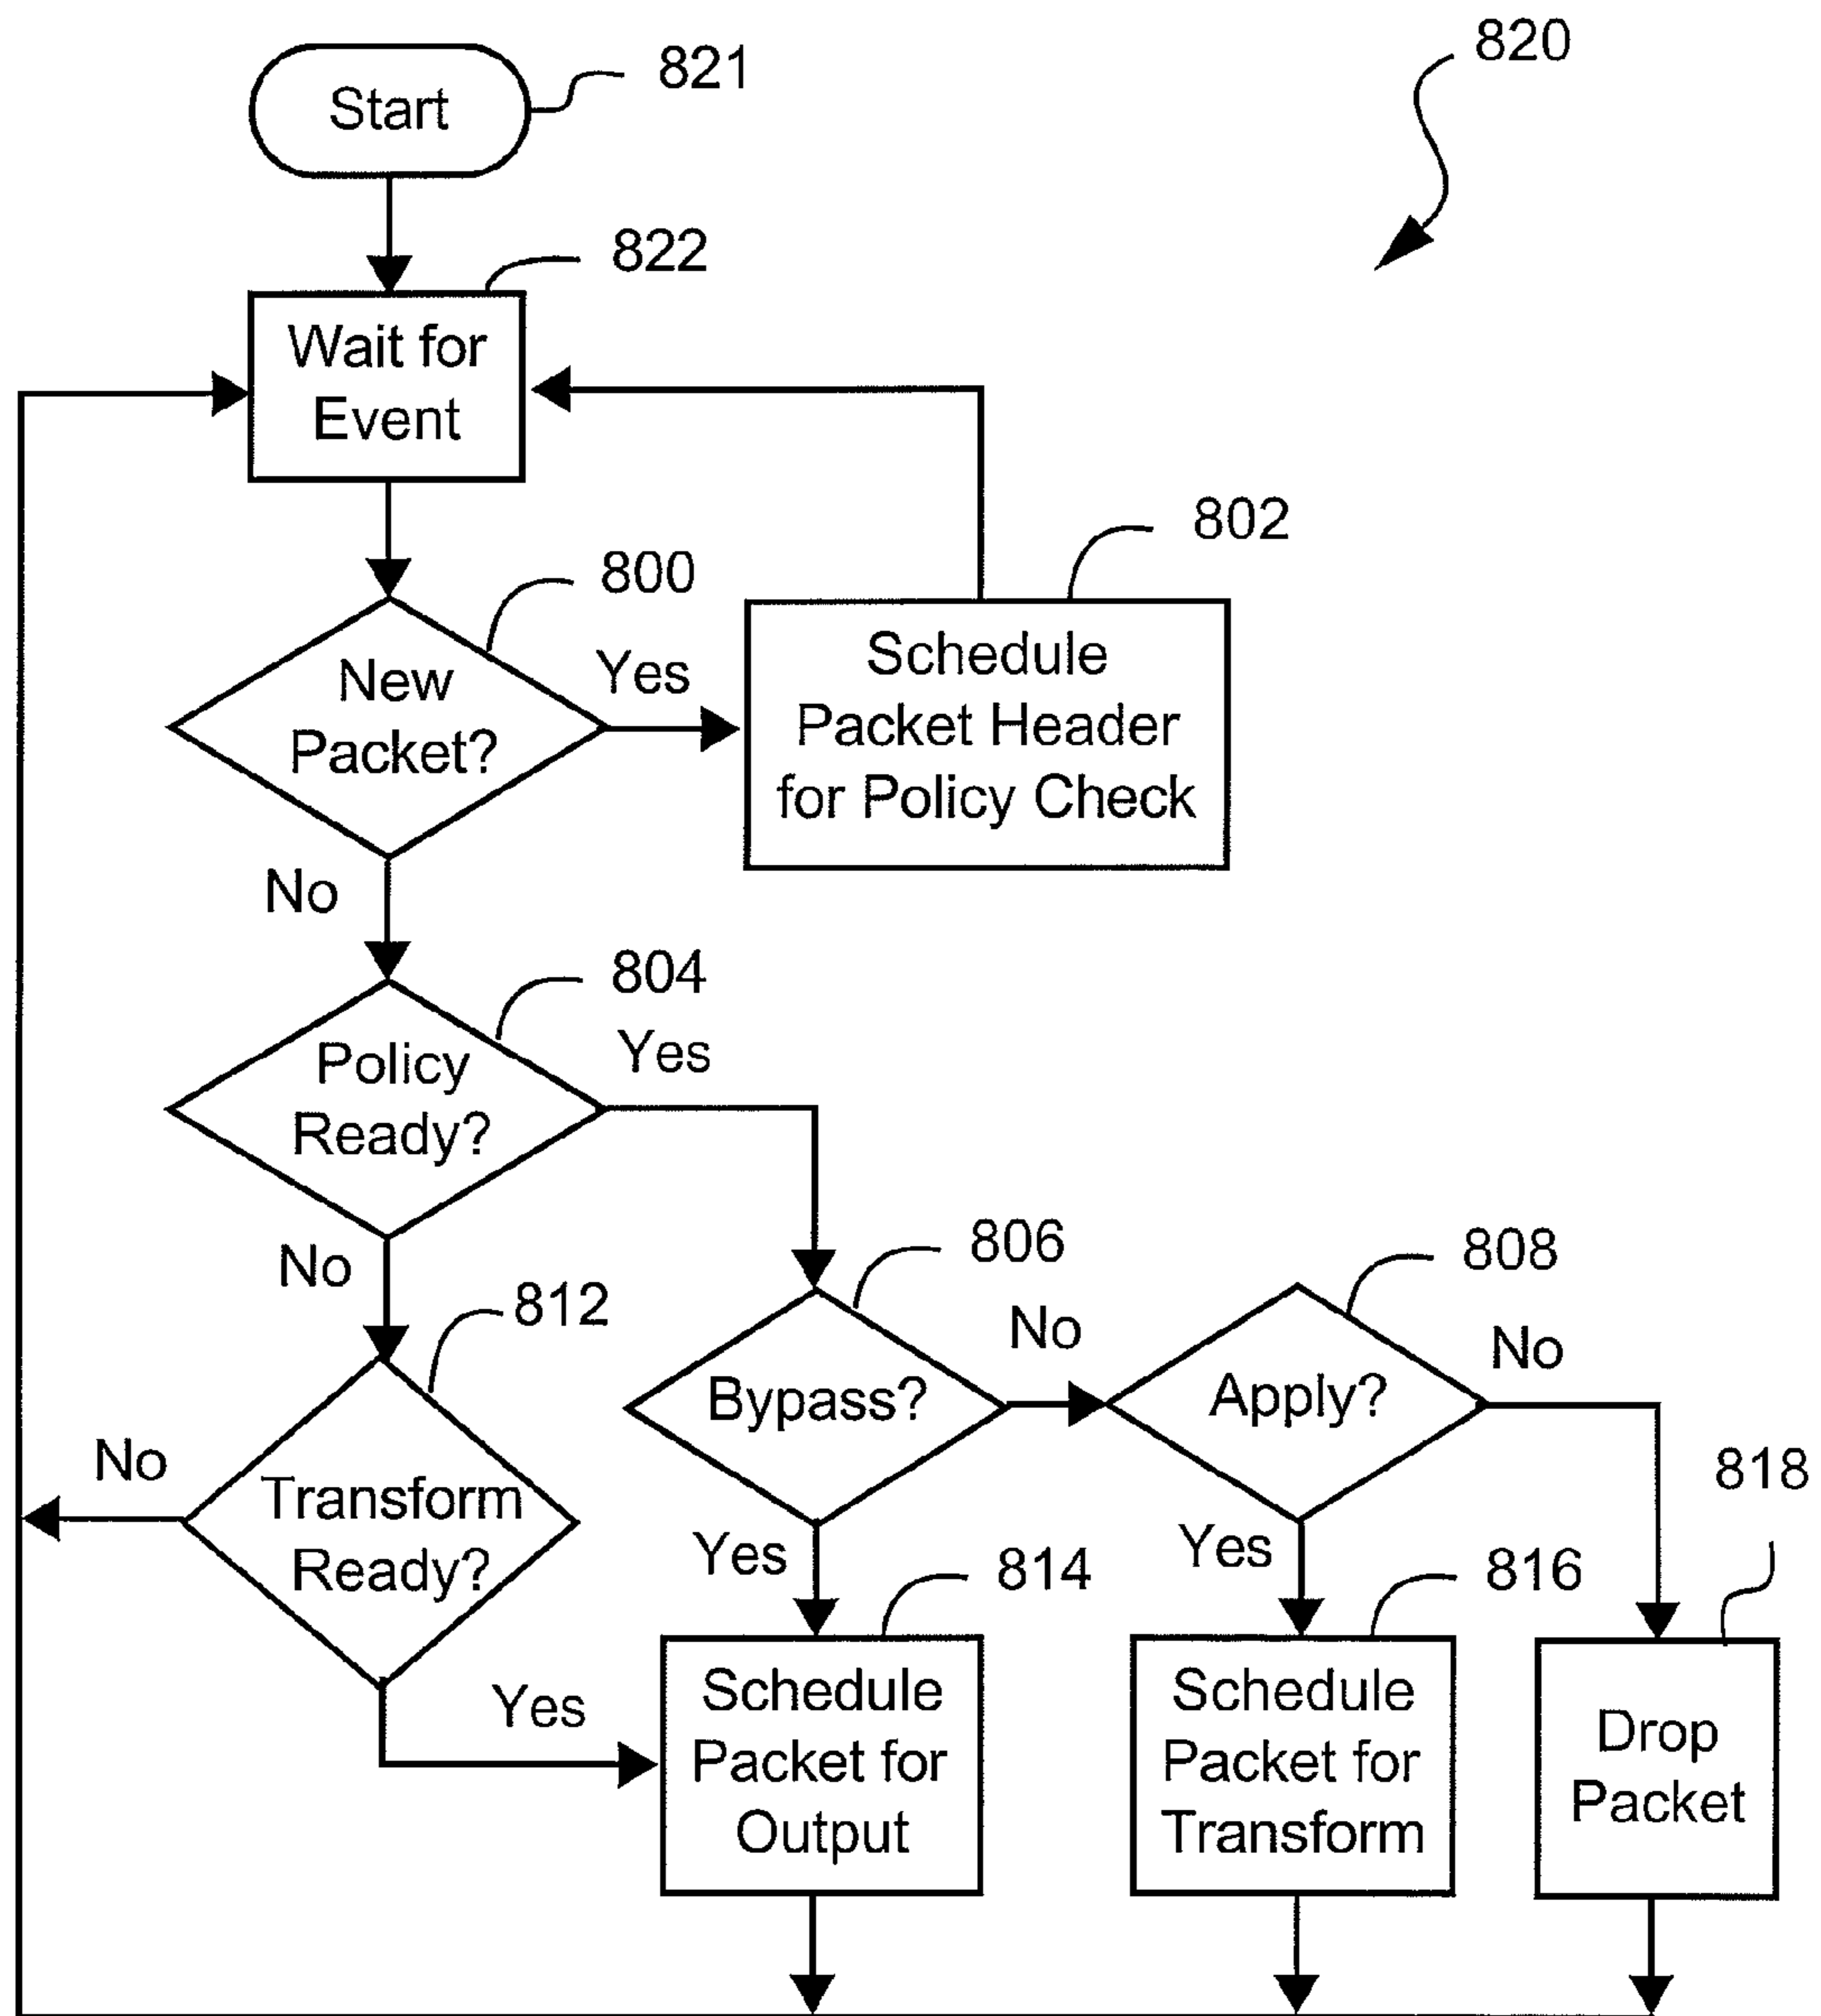 820
821
Start
822
Wait for
Event
802
800
New
Packet?
Yes
Schedule
Packet Header
for Policy Check
No
804
Policy
Ready?
Yes
No
806
808
812
No
No
Bypass?
Apply?
No
Transform
Ready?
818
Yes
814
Yes
816
Yes
Schedule
Packet for
Output
Schedule
Packet for
Transform
Drop
Packet